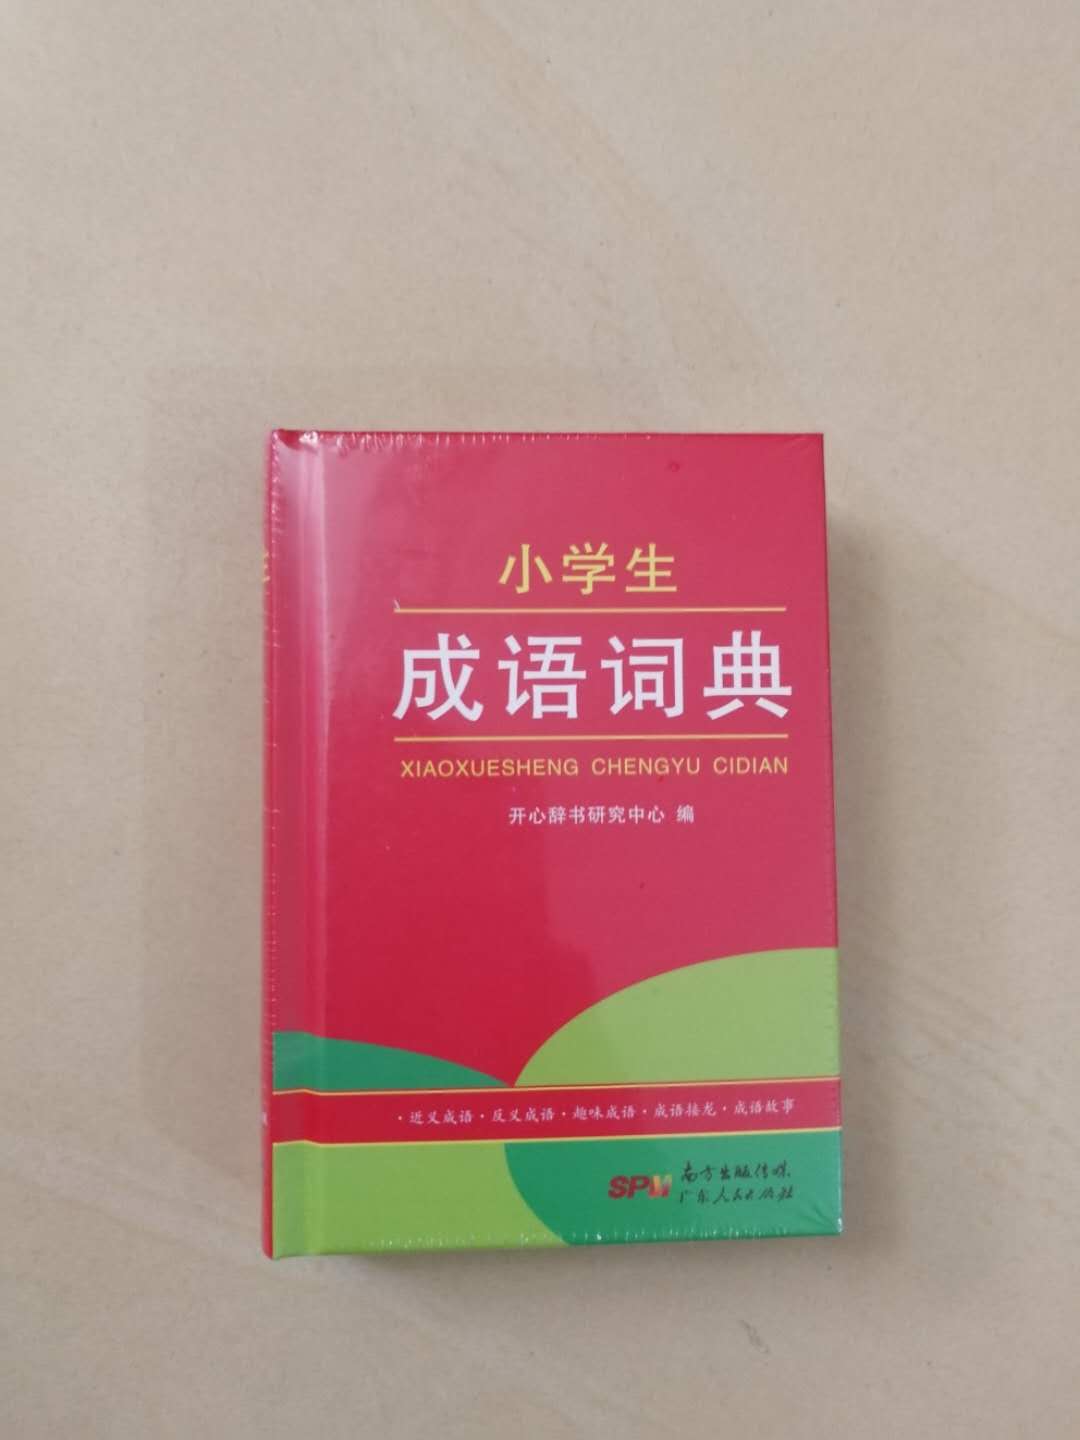 小学生
成语词典
XIAOXUESHENG CHENGYU CIDIAN
开心辞书研究中心 编
·近义成语·反义成语·趣味成语·成语接龙·成语故事
SPM 南方出版传媒
广东人民出版社